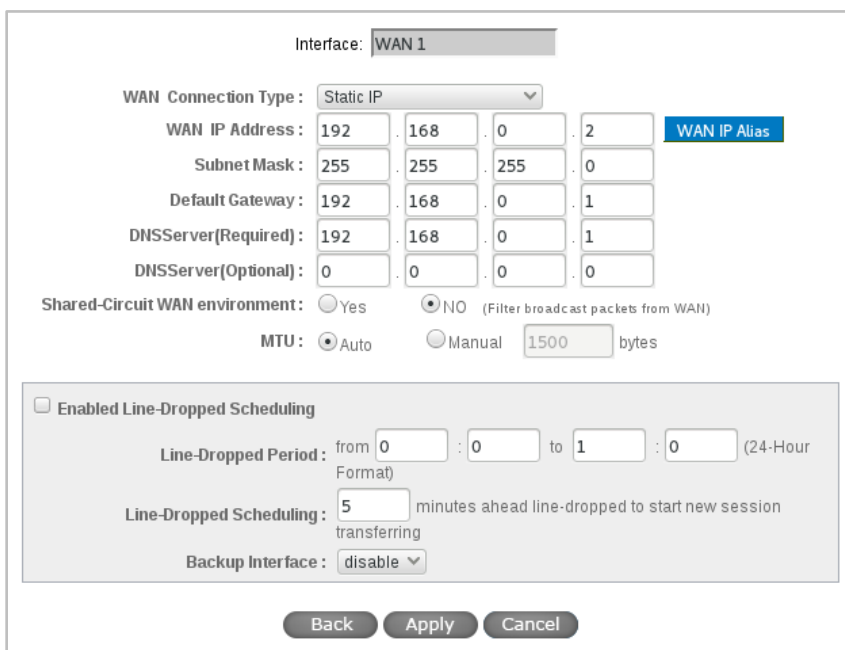 Interface: WAN 1
WAN Connection Type : Static IP
WAN IP Address : 192 . 168 . 0 . 2 WAN IP Alias
Subnet Mask : 255 . 255 . 255 . 0
Default Gateway : 192 . 168 . 0 . 1
DNSServer(Required) : 192 . 168 . 0 . 1
DNSServer(Optional) : 0 . 0 . 0 . 0
Shared-Circuit WAN environment : Yes NO (Filter broadcast packets from WAN)
MTU : Auto Manual 1500 bytes
Enabled Line-Dropped Scheduling
Line-Dropped Period : from 0 : 0 to 1 : 0 (24-Hour
Format)
Line-Dropped Scheduling : 5 minutes ahead line-dropped to start new session
transferring
Backup Interface : disable
Back Apply Cancel